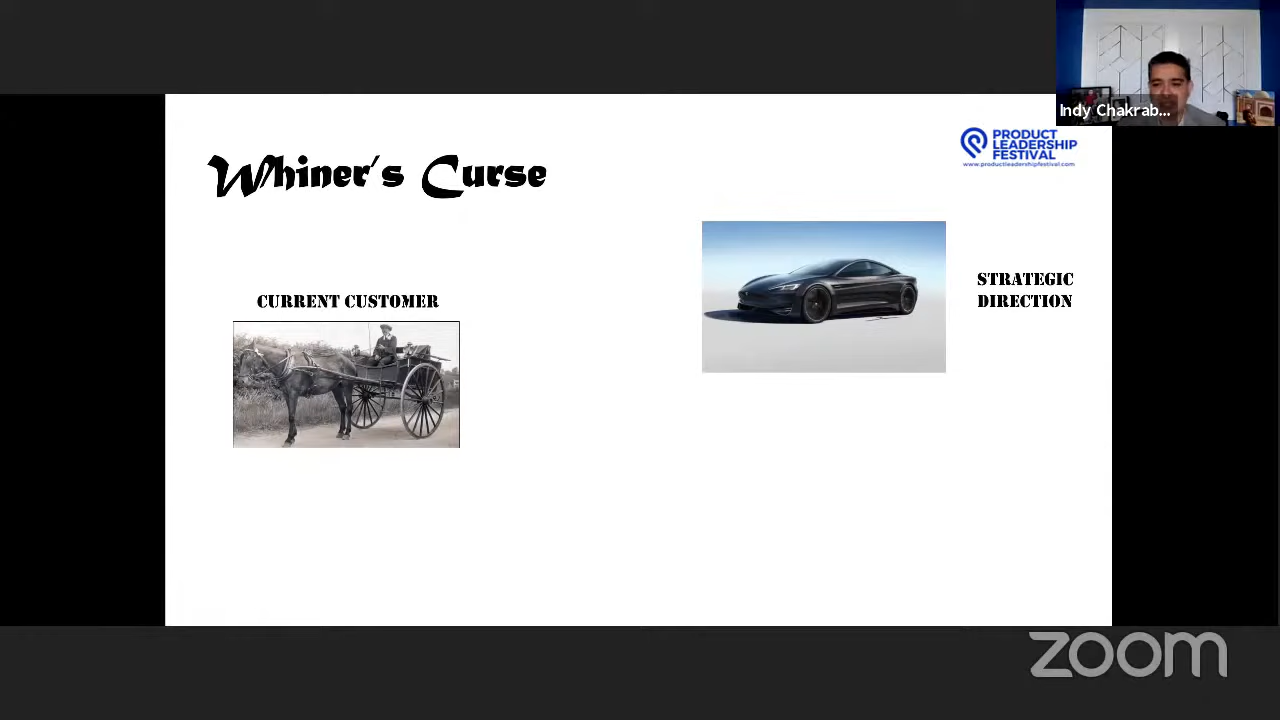 Indy Chakrab...
PRODUCT
LEADERSHIP
FESTIVAL
www.productleadershipfestival.com
Whiner's Curse
STRATEGIC
DIRECTION
CURRENT CUSTOMER
zoom